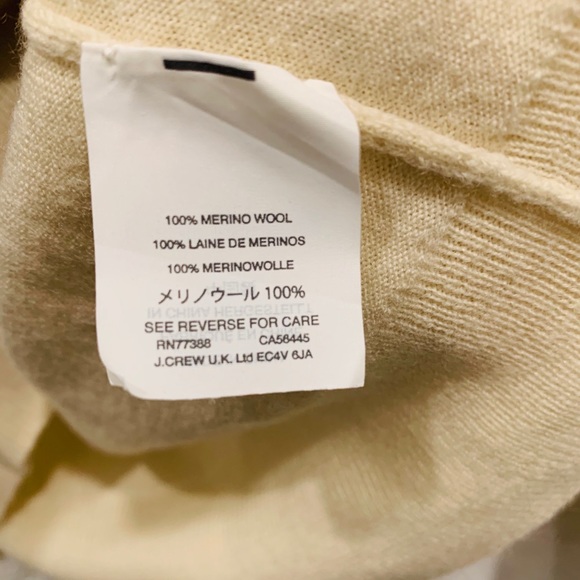 100% MERINO WOOL
100% LAINE DE MERINOS
100% MERINOWOLLE
メリノウール 100%
SEE REVERSE FOR CARE
RN77388 CA56445
J.CREW U.K. Ltd EC4V 6JA